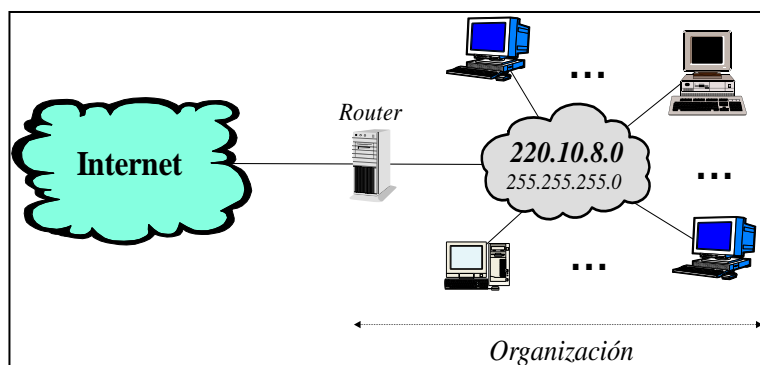 ...
Router
Internet
220.10.8.0
255.255.255.0
...
...
Organización